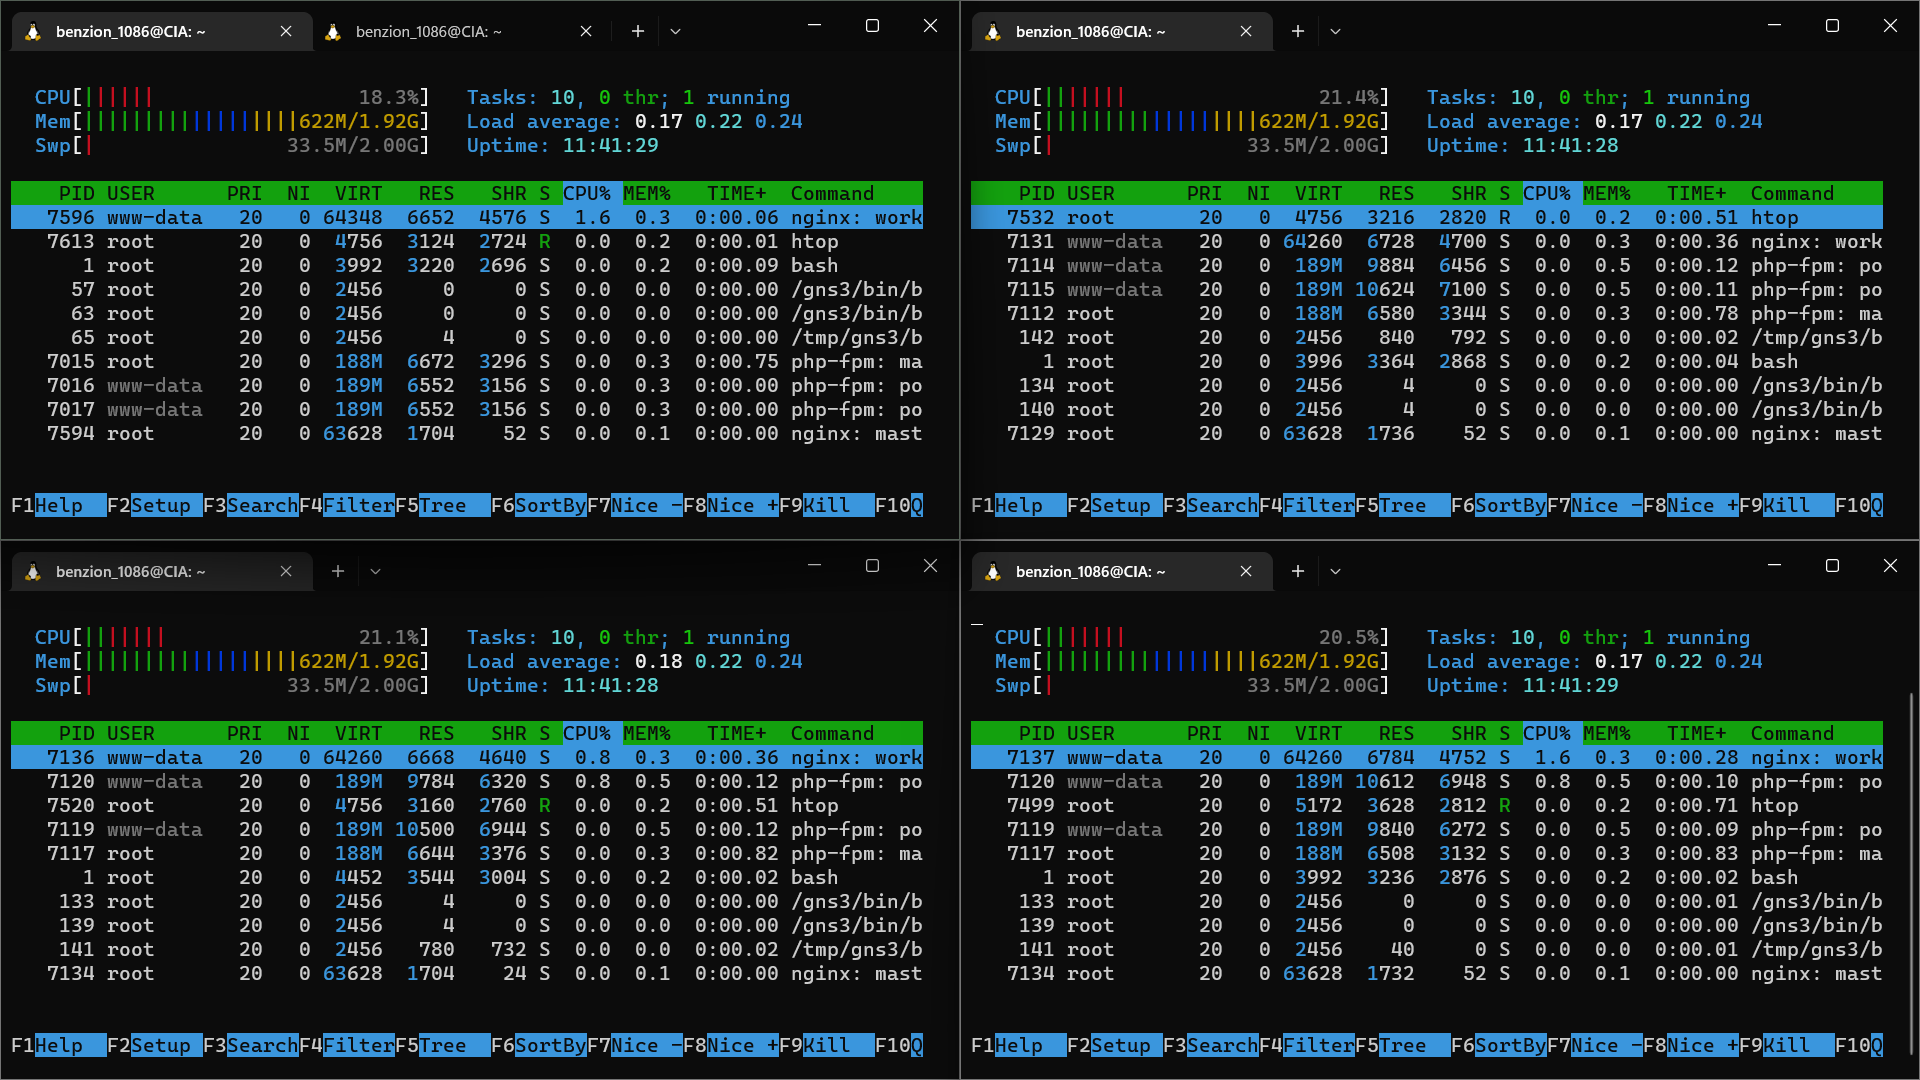 benzion_1086@CIA: ~
benzion_1086@CIA: ~
CPU[||||||| 18.3%] Tasks: 10, 0 thr; 1 running
Mem[||||||||||||||||||622M/1.92G] Load average: 0.17 0.22 0.24
Swp[| 33.5M/2.00G] Uptime: 11:41:29
PID USER PRI NI VIRT RES SHR S CPU% MEM% TIME+ Command
7596 www-data 20 0 64348 6652 4576 S 1.6 0.3 0:00.06 nginx: work
7613 root 20 0 4756 3124 2724 R 0.0 0.2 0:00.01 htop
1 root 20 0 3992 3220 2696 S 0.0 0.2 0:00.09 bash
57 root 20 0 2456 0 0 S 0.0 0.0 0:00.00 /gns3/bin/b
63 root 20 0 2456 0 0 S 0.0 0.0 0:00.00 /gns3/bin/b
65 root 20 0 2456 4 0 S 0.0 0.0 0:00.00 /tmp/gns3/b
7015 root 20 0 188M 6672 3296 S 0.0 0.3 0:00.75 php-fpm: ma
7016 www-data 20 0 189M 6552 3156 S 0.0 0.3 0:00.00 php-fpm: po
7017 www-data 20 0 189M 6552 3156 S 0.0 0.3 0:00.00 php-fpm: po
7594 root 20 0 63628 1704 52 S 0.0 0.1 0:00.00 nginx: mast
F1Help F2Setup F3SearchF4FilterF5Tree F6SortByF7Nice -F8Nice +F9Kill F10Q
benzion_1086@CIA: ~
CPU[||||||| 21.4%] Tasks: 10, 0 thr; 1 running
Mem[||||||||||||||||||622M/1.92G] Load average: 0.17 0.22 0.24
Swp[| 33.5M/2.00G] Uptime: 11:41:28
PID USER PRI NI VIRT RES SHR S CPU% MEM% TIME+ Command
7532 root 20 0 4756 3216 2820 R 0.0 0.2 0:00.51 htop
7131 www-data 20 0 64260 6728 4700 S 0.0 0.3 0:00.36 nginx: work
7114 www-data 20 0 189M 9884 6456 S 0.0 0.5 0:00.12 php-fpm: po
7115 www-data 20 0 189M 10624 7100 S 0.0 0.5 0:00.11 php-fpm: po
7112 root 20 0 188M 6580 3344 S 0.0 0.3 0:00.78 php-fpm: ma
142 root 20 0 2456 840 792 S 0.0 0.0 0:00.02 /tmp/gns3/b
1 root 20 0 3996 3364 2868 S 0.0 0.2 0:00.04 bash
134 root 20 0 2456 4 0 S 0.0 0.0 0:00.00 /gns3/bin/b
140 root 20 0 2456 4 0 S 0.0 0.0 0:00.00 /gns3/bin/b
7129 root 20 0 63628 1736 52 S 0.0 0.1 0:00.00 nginx: mast
F1Help F2Setup F3SearchF4FilterF5Tree F6SortByF7Nice -F8Nice +F9Kill F10Q
benzion_1086@CIA: ~
CPU[||||||| 21.1%] Tasks: 10, 0 thr; 1 running
Mem[||||||||||||||||||622M/1.92G] Load average: 0.18 0.22 0.24
Swp[| 33.5M/2.00G] Uptime: 11:41:28
PID USER PRI NI VIRT RES SHR S CPU% MEM% TIME+ Command
7136 www-data 20 0 64260 6668 4640 S 0.8 0.3 0:00.36 nginx: work
7120 www-data 20 0 189M 9784 6320 S 0.8 0.5 0:00.12 php-fpm: po
7520 root 20 0 4756 3160 2760 R 0.0 0.2 0:00.51 htop
7119 www-data 20 0 189M 10500 6944 S 0.0 0.5 0:00.12 php-fpm: po
7117 root 20 0 188M 6644 3376 S 0.0 0.3 0:00.82 php-fpm: ma
1 root 20 0 4452 3544 3004 S 0.0 0.2 0:00.02 bash
133 root 20 0 2456 4 0 S 0.0 0.0 0:00.00 /gns3/bin/b
139 root 20 0 2456 4 0 S 0.0 0.0 0:00.00 /gns3/bin/b
141 root 20 0 2456 780 732 S 0.0 0.0 0:00.02 /tmp/gns3/b
7134 root 20 0 63628 1704 24 S 0.0 0.1 0:00.00 nginx: mast
F1Help F2Setup F3SearchF4FilterF5Tree F6SortByF7Nice -F8Nice +F9Kill F10Q
benzion_1086@CIA: ~
CPU[||||||| 20.5%] Tasks: 10, 0 thr; 1 running
Mem[||||||||||||||||||622M/1.92G] Load average: 0.17 0.22 0.24
Swp[| 33.5M/2.00G] Uptime: 11:41:29
PID USER PRI NI VIRT RES SHR S CPU% MEM% TIME+ Command
7137 www-data 20 0 64260 6784 4752 S 1.6 0.3 0:00.28 nginx: work
7120 www-data 20 0 189M 10612 6948 S 0.8 0.5 0:00.10 php-fpm: po
7499 root 20 0 5172 3628 2812 R 0.0 0.2 0:00.71 htop
7119 www-data 20 0 189M 9840 6272 S 0.0 0.5 0:00.09 php-fpm: po
7117 root 20 0 188M 6508 3132 S 0.0 0.3 0:00.83 php-fpm: ma
1 root 20 0 3992 3236 2876 S 0.0 0.2 0:00.02 bash
133 root 20 0 2456 0 0 S 0.0 0.0 0:00.01 /gns3/bin/b
139 root 20 0 2456 0 0 S 0.0 0.0 0:00.00 /gns3/bin/b
141 root 20 0 2456 40 0 S 0.0 0.0 0:00.01 /tmp/gns3/b
7134 root 20 0 63628 1732 52 S 0.0 0.1 0:00.00 nginx: mast
F1Help F2Setup F3SearchF4FilterF5Tree F6SortByF7Nice -F8Nice +F9Kill F10Q